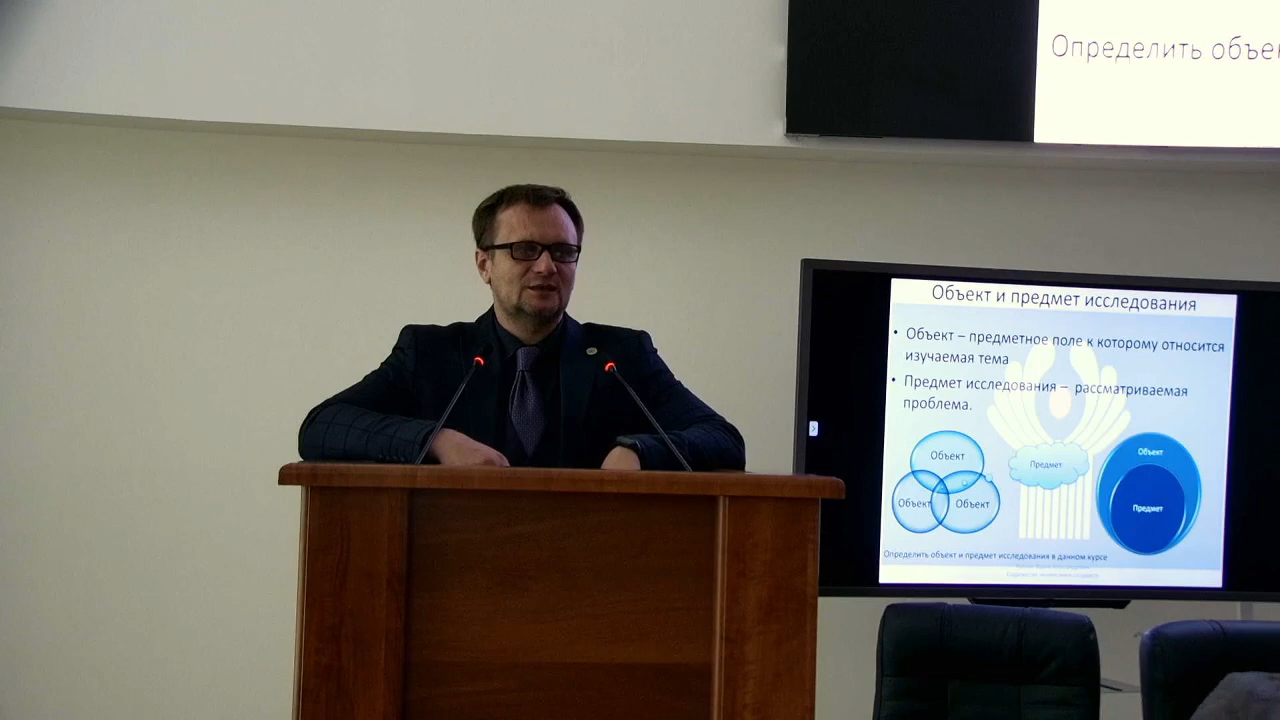 Определить объе
Объект и предмет исследования
• Объект – предметное поле к которому относится
изучаемая тема
• Предмет исследования – рассматриваемая
проблема.
Объект
Предмет
Объект
Объект
Объект
Предмет
Определить объект и предмет исследования в данном курсе